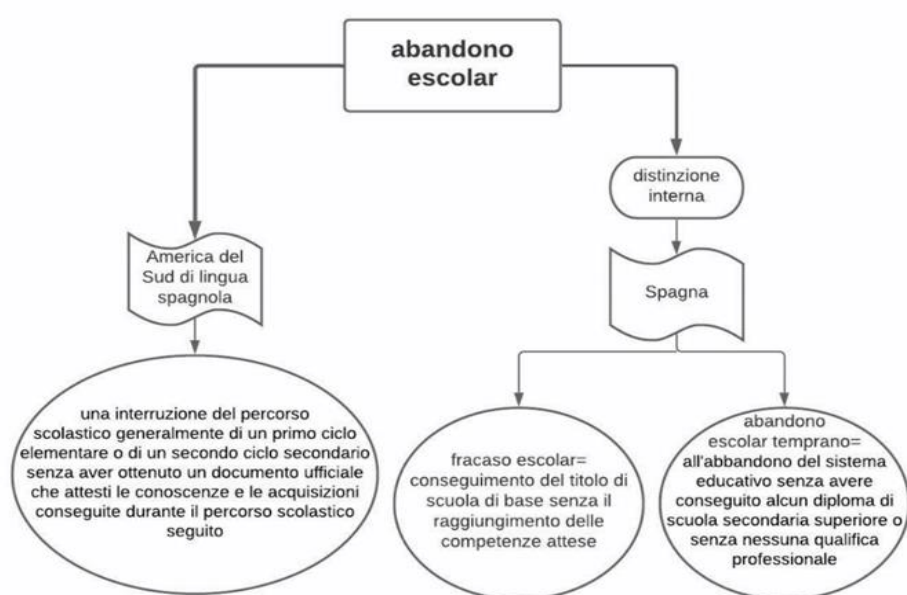 abandono
escolar
distinzione
interna
America del
Sud di lingua
spagnola
Spagna
una interruzione del percorso
scolastico generalmente di un primo ciclo
elementare o di un secondo ciclo secondario
senza aver ottenuto un documento ufficiale
che attesti le conoscenze e le acquisizioni
conseguite durante il percorso scolastico
seguito
fracaso escolar=
conseguimento del titolo di
scuola di base senza il
raggiungimento delle
competenze attese
abandono
escolar temprano=
all'abbandono del sistema
educativo senza avere
conseguito alcun diploma di
scuola secondaria superiore o
senza nessuna qualifica
professionale